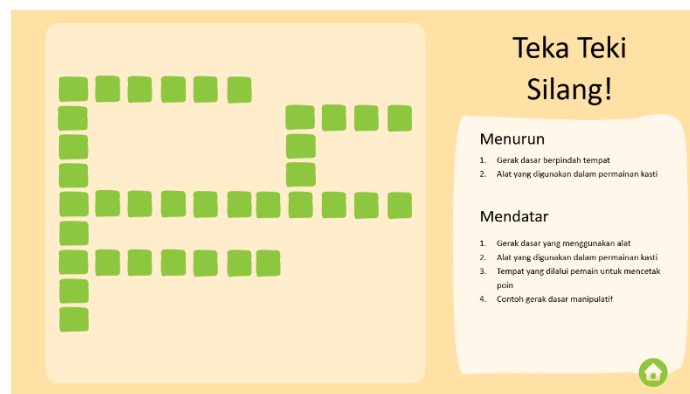 Teka Teki
Silang!
Menurun
1. Gerak dasar berpindah tempat
2. Alat yang digunakan dalam permainan kasti
Mendatar
1. Gerak dasar yang menggunakan alat
2. Alat yang digunakan dalam permainan kasti
3. Tempat yang dilalui pemain untuk mencetak
poin
4. Contoh gerak dasar manipulatif